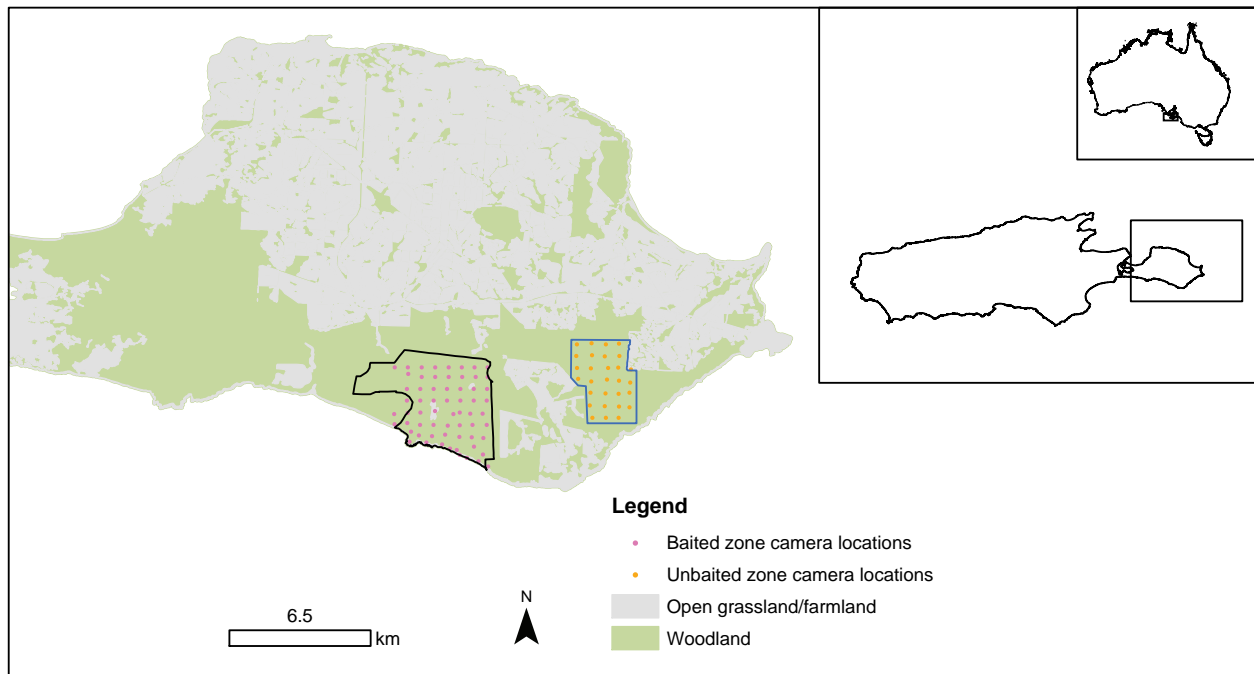 Legend
Baited zone camera locations
Unbaited zone camera locations
Open grassland/farmland
Woodland
6.5
km
N